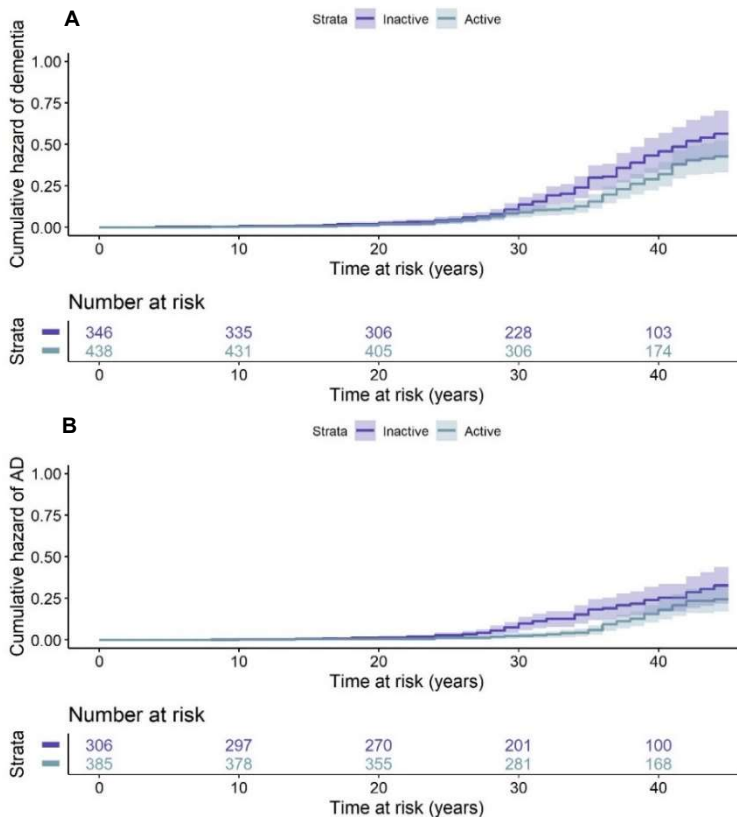 A
Strata Inactive Active
Cumulative hazard of dementia
1.00
0.75
0.50
0.25
0.00
0 10 20 30 40
Time at risk (years)
Number at risk
Strata
346 335 306 228 103
438 431 405 306 174
0 10 20 30 40
Time at risk (years)
B
Strata Inactive Active
Cumulative hazard of AD
1.00
0.75
0.50
0.25
0.00
0 10 20 30 40
Time at risk (years)
Number at risk
Strata
306 297 270 201 100
385 378 355 281 168
0 10 20 30 40
Time at risk (years)